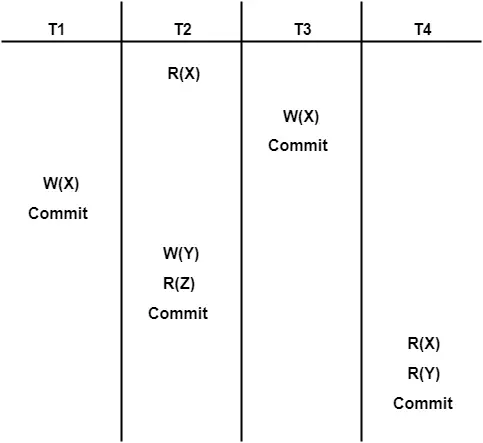 T1 T2 T3 T4
R(X)
W(X)
Commit
W(X)
Commit
W(Y)
R(Z)
Commit
R(X)
R(Y)
Commit